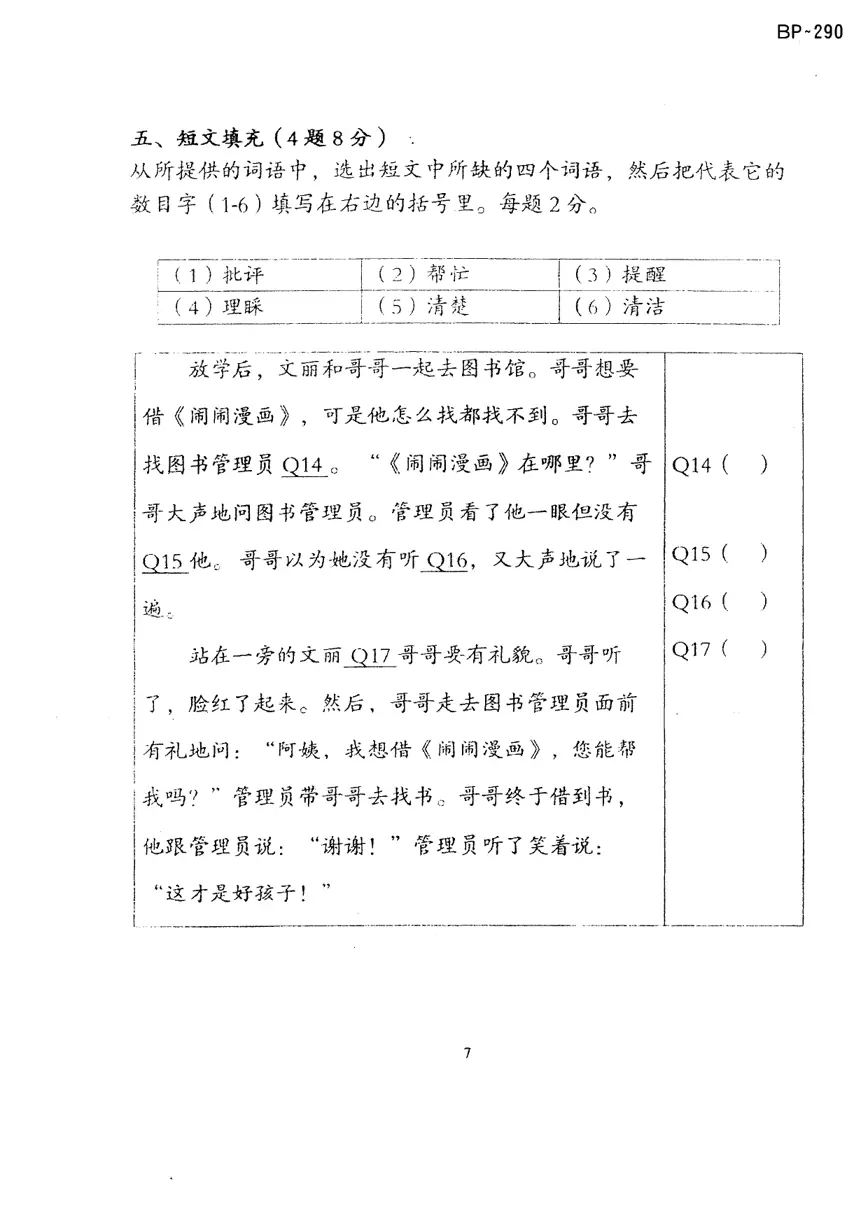 BP-290
五、短文填充（4题8分）
从所提供的词语中，选出短文中所缺的四个词语，然后把代表它的
数目字（1-6）填写在右边的括号里。每题2分。
（1）批评 （2）帮忙 （3）提醒
（4）理睬 （5）清楚 （6）清洁
放学后，文丽和哥哥一起去图书馆。哥哥想要
借《闹闹漫画》，可是他怎么找都找不到。哥哥去
找图书管理员 Q14 。 “《闹闹漫画》在哪里？”哥 Q14（ ）
哥大声地问图书管理员。管理员看了他一眼但没有
Q15 他。哥哥以为她没有听 Q16，又大声地说了一 Q15（ ）
遍。 Q16（ ）
站在一旁的文丽 Q17 哥哥要有礼貌。哥哥听 Q17（ ）
了，脸红了起来。然后，哥哥走去图书管理员面前
有礼地问：“阿姨，我想借《闹闹漫画》，您能帮
我吗？”管理员带哥哥去找书。哥哥终于借到书，
他跟管理员说：“谢谢！”管理员听了笑着说：
“这才是好孩子！”
7